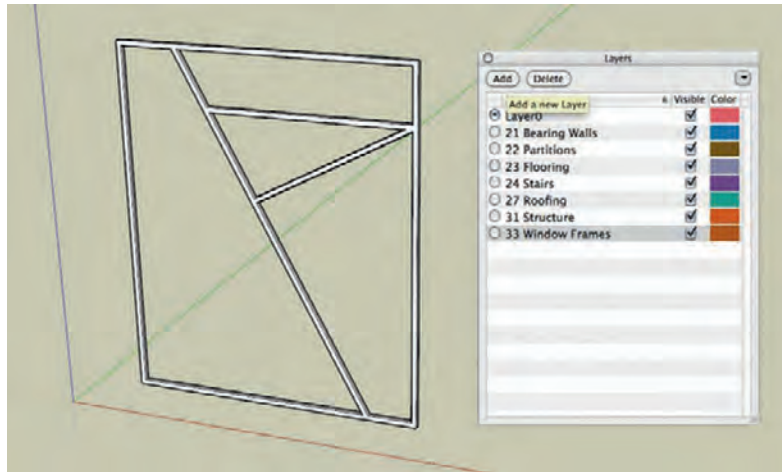 Layers
Add Delete
Visible Color
Add a new Layer
Layer0
21 Bearing Walls
22 Partitions
23 Flooring
24 Stairs
27 Roofing
31 Structure
33 Window Frames